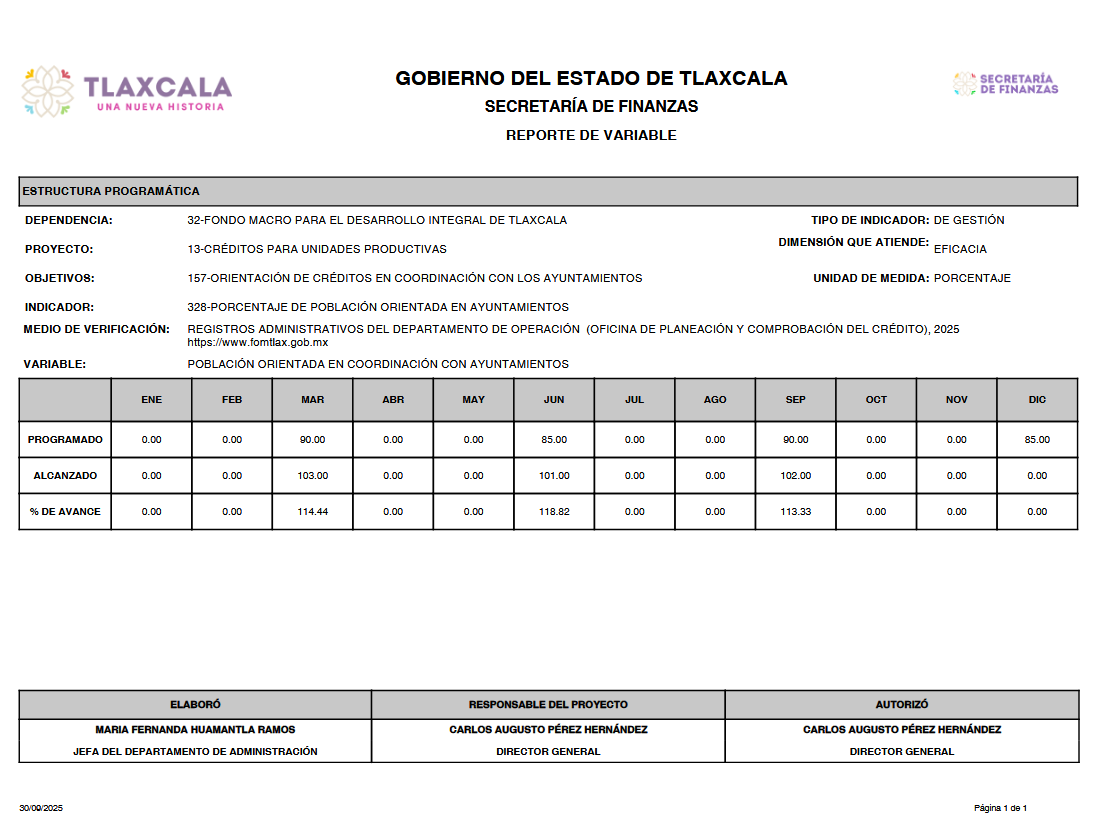 TLAXCALA
UNA NUEVA HISTORIA
GOBIERNO DEL ESTADO DE TLAXCALA
SECRETARÍA DE FINANZAS
REPORTE DE VARIABLE
SECRETARÍA
DE FINANZAS
ESTRUCTURA PROGRAMÁTICA
DEPENDENCIA: 32-FONDO MACRO PARA EL DESARROLLO INTEGRAL DE TLAXCALA TIPO DE INDICADOR: DE GESTIÓN
PROYECTO: 13-CRÉDITOS PARA UNIDADES PRODUCTIVAS DIMENSIÓN QUE ATIENDE: EFICACIA
OBJETIVOS: 157-ORIENTACIÓN DE CRÉDITOS EN COORDINACIÓN CON LOS AYUNTAMIENTOS UNIDAD DE MEDIDA: PORCENTAJE
INDICADOR: 328-PORCENTAJE DE POBLACIÓN ORIENTADA EN AYUNTAMIENTOS
MEDIO DE VERIFICACIÓN: REGISTROS ADMINISTRATIVOS DEL DEPARTAMENTO DE OPERACIÓN (OFICINA DE PLANEACIÓN Y COMPROBACIÓN DEL CRÉDITO), 2025
https://www.fomtlax.gob.mx
VARIABLE: POBLACIÓN ORIENTADA EN COORDINACIÓN CON AYUNTAMIENTOS
ENE FEB MAR ABR MAY JUN JUL AGO SEP OCT NOV DIC
PROGRAMADO 0.00 0.00 90.00 0.00 0.00 85.00 0.00 0.00 90.00 0.00 0.00 85.00
ALCANZADO 0.00 0.00 103.00 0.00 0.00 101.00 0.00 0.00 102.00 0.00 0.00 0.00
% DE AVANCE 0.00 0.00 114.44 0.00 0.00 118.82 0.00 0.00 113.33 0.00 0.00 0.00
ELABORÓ RESPONSABLE DEL PROYECTO AUTORIZÓ
MARIA FERNANDA HUAMANTLA RAMOS CARLOS AUGUSTO PÉREZ HERNÁNDEZ CARLOS AUGUSTO PÉREZ HERNÁNDEZ
JEFA DEL DEPARTAMENTO DE ADMINISTRACIÓN DIRECTOR GENERAL DIRECTOR GENERAL
30/09/2025 Página 1 de 1